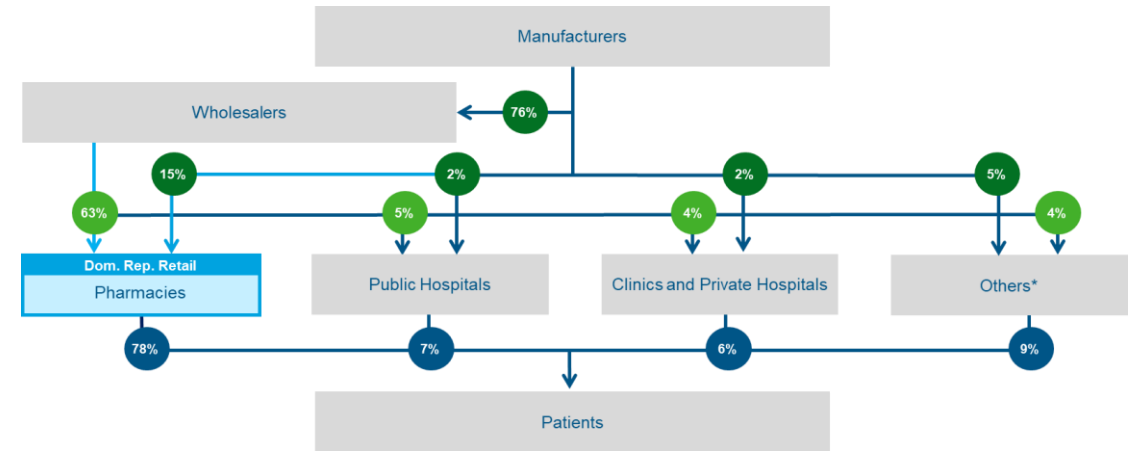 Manufacturers
Wholesalers
76%
15%
2%
2%
5%
63%
5%
4%
4%
Dom. Rep. Retail
Pharmacies
Public Hospitals
Clinics and Private Hospitals
Others*
78%
7%
6%
9%
Patients